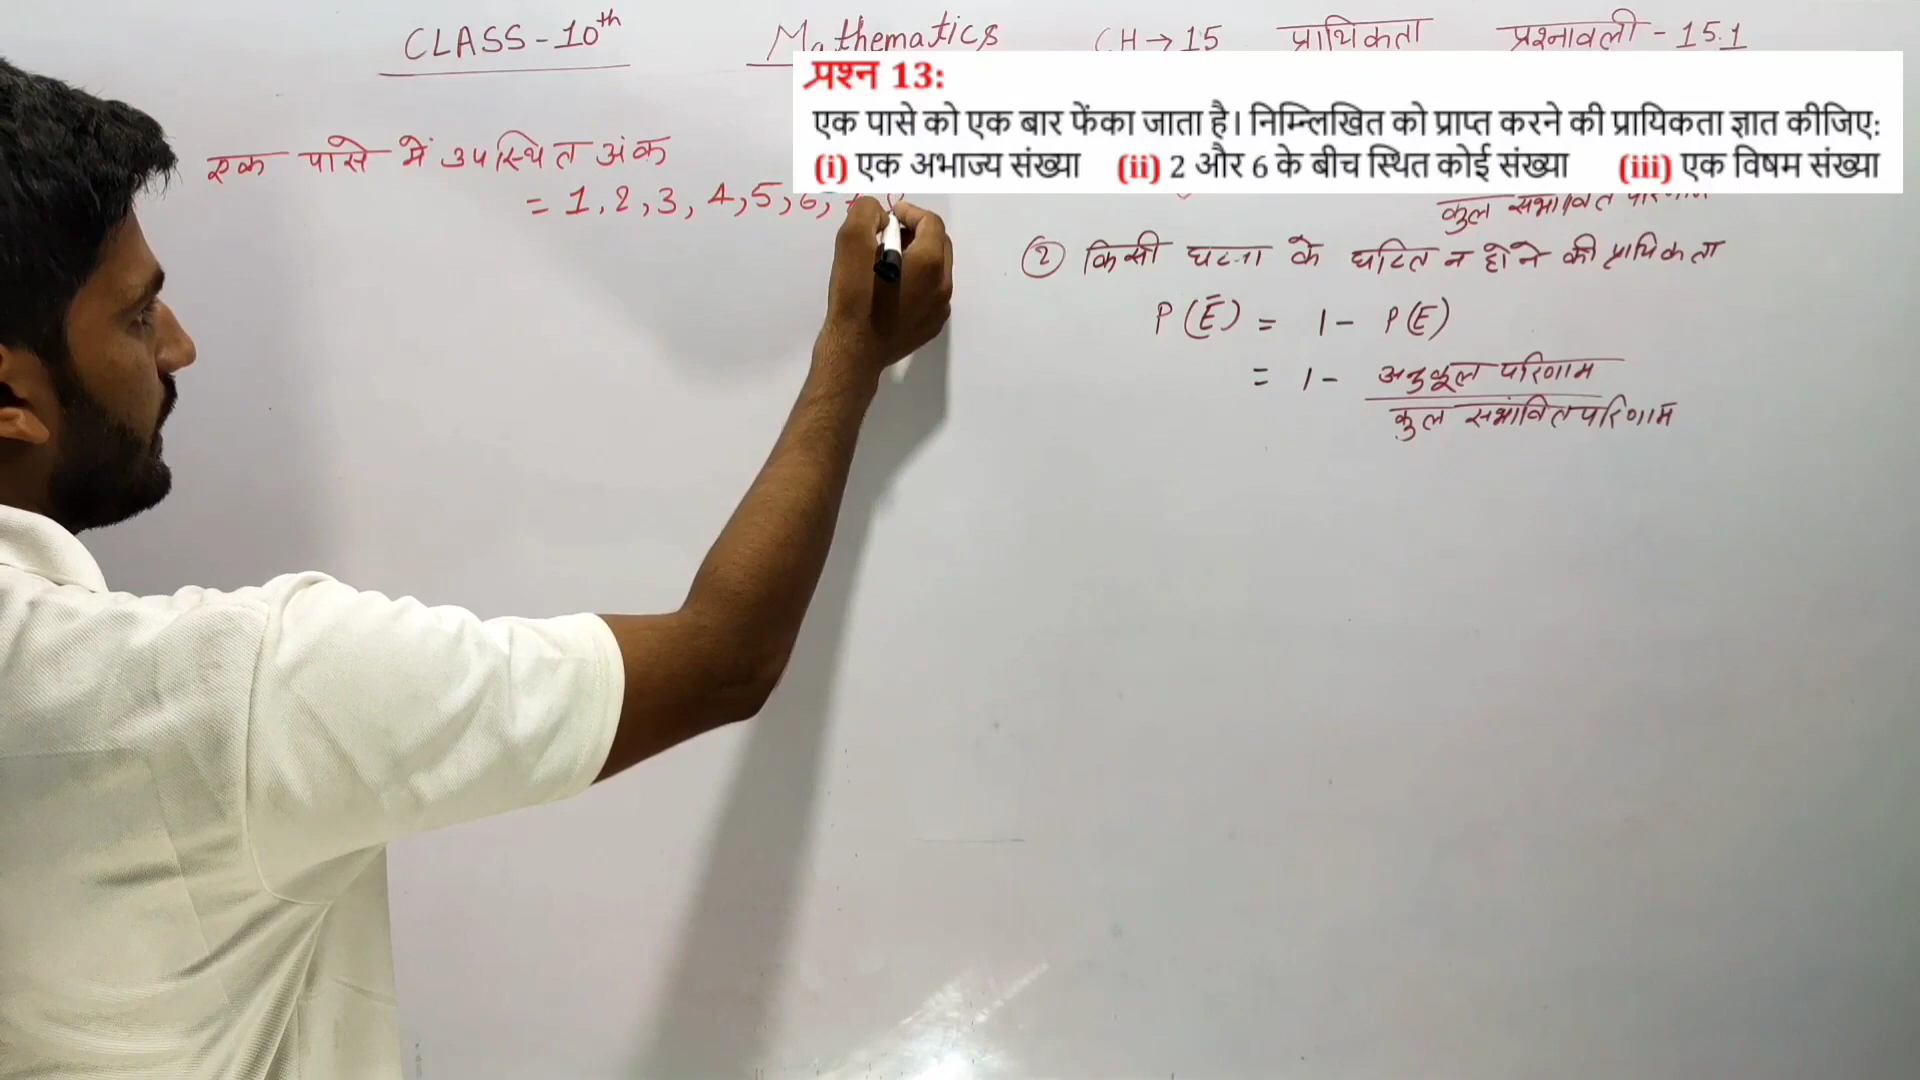 CLASS-10th Mathematics CH→15 प्रायिकता प्रश्नावली-15.1
प्रश्न 13:
एक पासे को एक बार फेंका जाता है। निम्न्लिखित को प्राप्त करने की प्रायिकता ज्ञात कीजिए:
(i) एक अभाज्य संख्या (ii) 2 और 6 के बीच स्थित कोई संख्या (iii) एक विषम संख्या
एक पासे में उपस्थित अंक
= 1, 2, 3, 4, 5, 6,
कुल संभावित परिणाम
② किसी घटना के घटित न होने की प्रायिकता
P(Ē) = 1 - P(E)
= 1 - अनुकूल परिणाम
कुल संभावित परिणाम